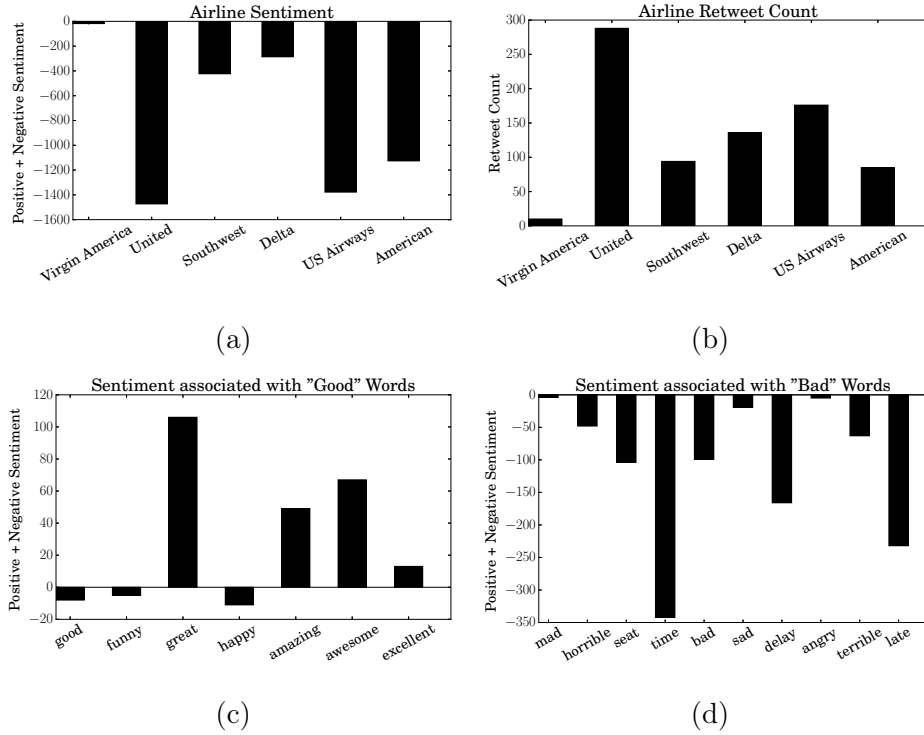 Airline Sentiment
Positive + Negative Sentiment
0
−200
−400
−600
−800
−1000
−1200
−1400
−1600
Virgin America
United
Southwest
Delta
US Airways
American
(a)
Airline Retweet Count
Retweet Count
300
250
200
150
100
50
0
Virgin America
United
Southwest
Delta
US Airways
American
(b)
Sentiment associated with "Good" Words
Positive + Negative Sentiment
120
100
80
60
40
20
0
−20
good
funny
great
happy
amazing
awesome
excellent
(c)
Sentiment associated with "Bad" Words
Positive + Negative Sentiment
0
−50
−100
−150
−200
−250
−300
−350
mad
horrible
seat
time
bad
sad
delay
angry
terrible
late
(d)